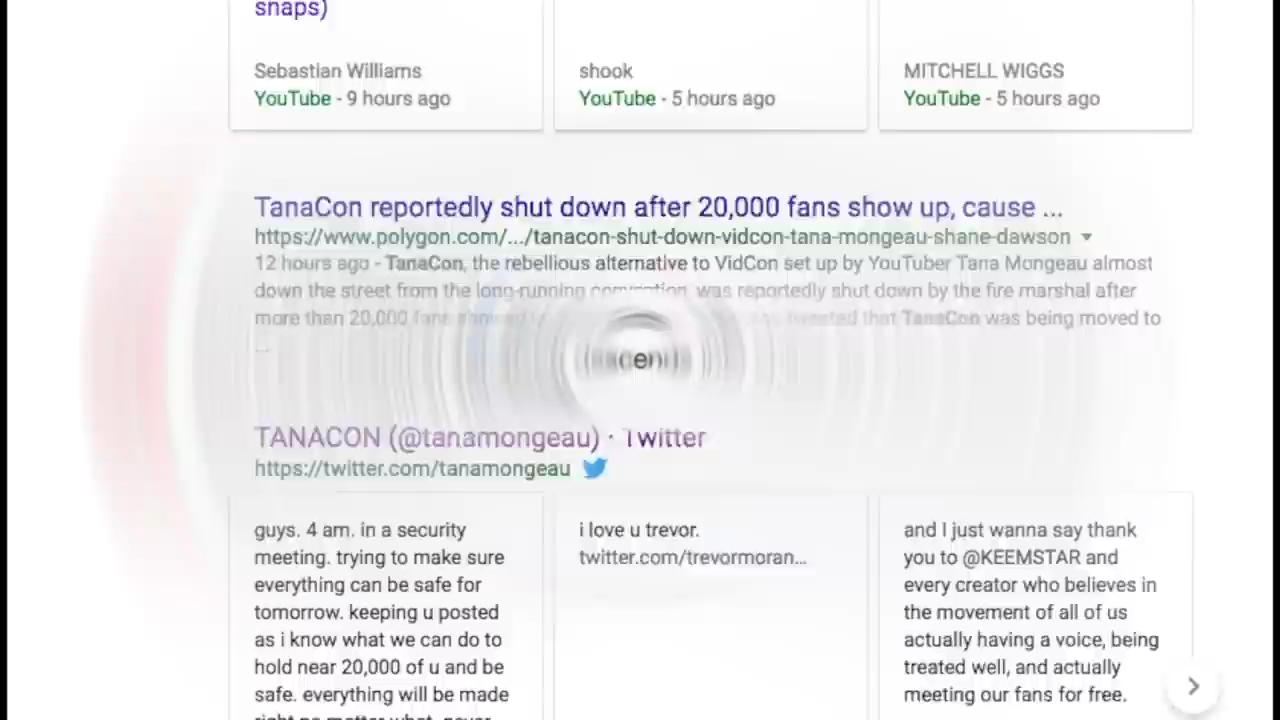 snaps)
Sebastian Williams
YouTube - 9 hours ago
shook
YouTube - 5 hours ago
MITCHELL WIGGS
YouTube - 5 hours ago
TanaCon reportedly shut down after 20,000 fans show up, cause ...
https://www.polygon.com/.../tanacon-shut-down-vidcon-tana-mongeau-shane-dawson
12 hours ago - TanaCon, the rebellious alternative to VidCon set up by YouTuber Tana Mongeau almost
down the street from the long-running convention, was reportedly shut down by the fire marshal after
more than 20,000 fans tweeted that TanaCon was being moved to
...
TANACON (@tanamongeau) · Twitter
https://twitter.com/tanamongeau
guys. 4 am. in a security
meeting. trying to make sure
everything can be safe for
tomorrow. keeping u posted
as i know what we can do to
hold near 20,000 of u and be
safe. everything will be made
right no matter what. never
i love u trevor.
twitter.com/trevormoran...
and I just wanna say thank
you to @KEEMSTAR and
every creator who believes in
the movement of all of us
actually having a voice, being
treated well, and actually
meeting our fans for free.